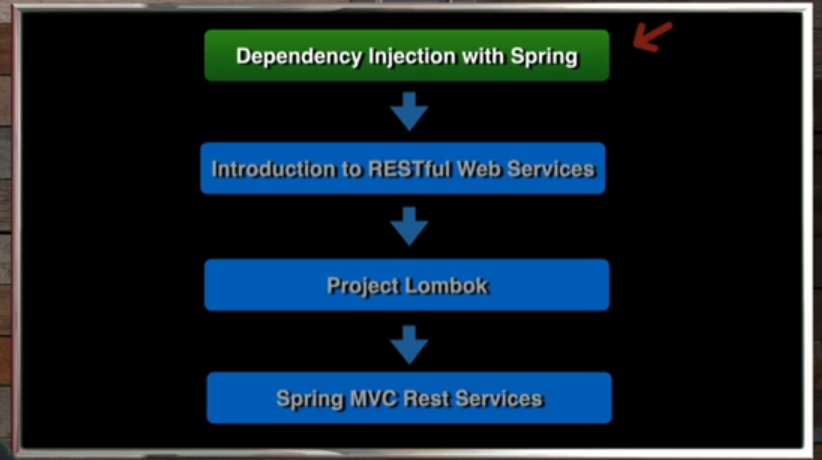 Dependency Injection with Spring
Introduction to RESTful Web Services
Project Lombok
Spring MVC Rest Services